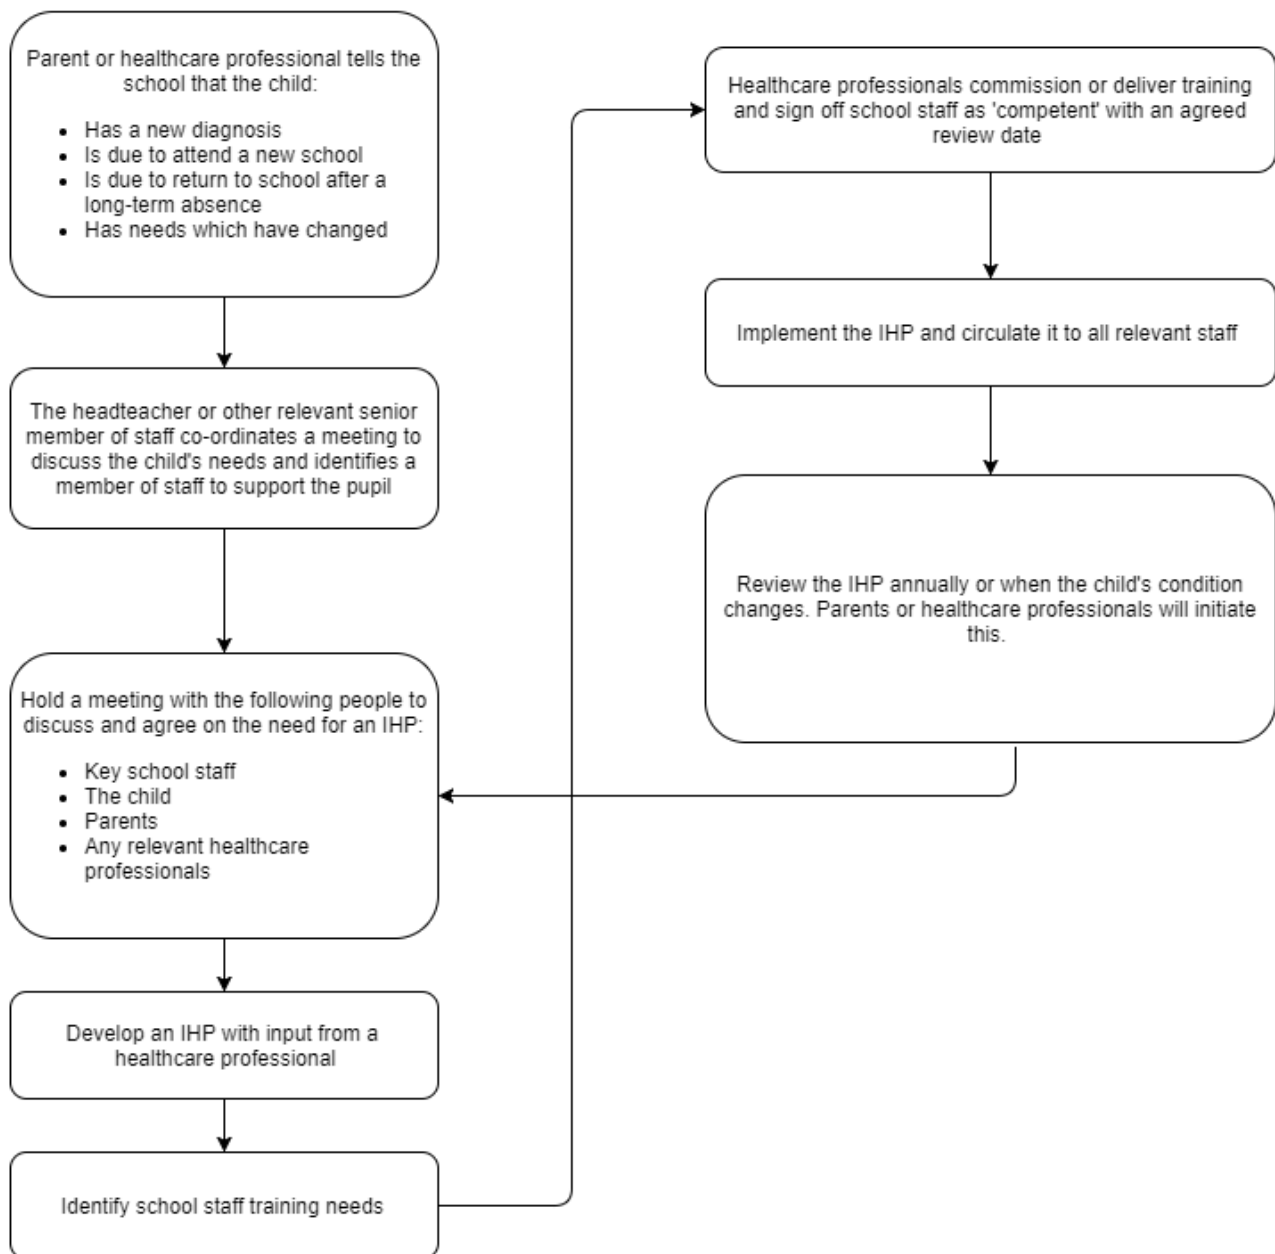 Parent or healthcare professional tells the
school that the child:
• Has a new diagnosis
• Is due to attend a new school
• Is due to return to school after a
long-term absence
• Has needs which have changed
The headteacher or other relevant senior
member of staff co-ordinates a meeting to
discuss the child's needs and identifies a
member of staff to support the pupil
Hold a meeting with the following people to
discuss and agree on the need for an IHP:
• Key school staff
• The child
• Parents
• Any relevant healthcare
professionals
Develop an IHP with input from a
healthcare professional
Identify school staff training needs
Healthcare professionals commission or deliver training
and sign off school staff as 'competent' with an agreed
review date
Implement the IHP and circulate it to all relevant staff
Review the IHP annually or when the child's condition
changes. Parents or healthcare professionals will initiate
this.